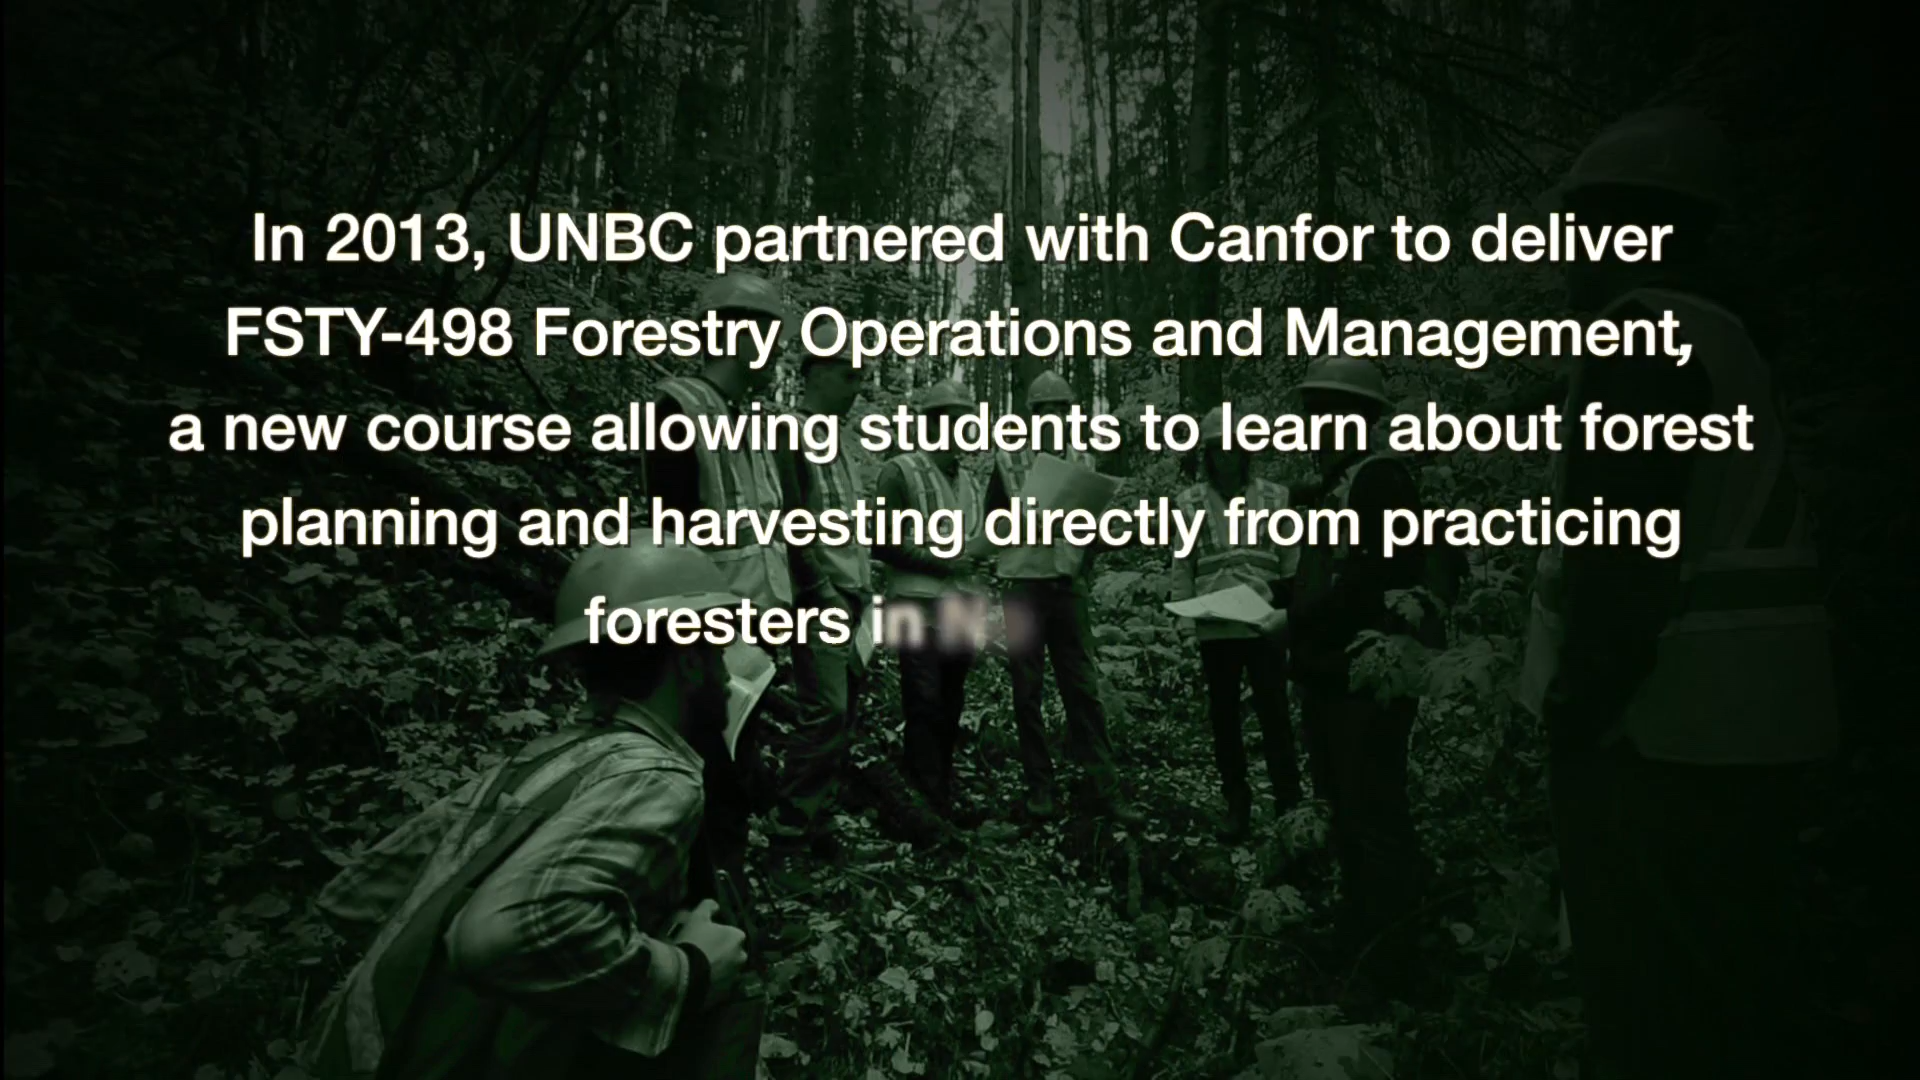 In 2013, UNBC partnered with Canfor to deliver
FSTY-498 Forestry Operations and Management,
a new course allowing students to learn about forest
planning and harvesting directly from practicing
foresters in